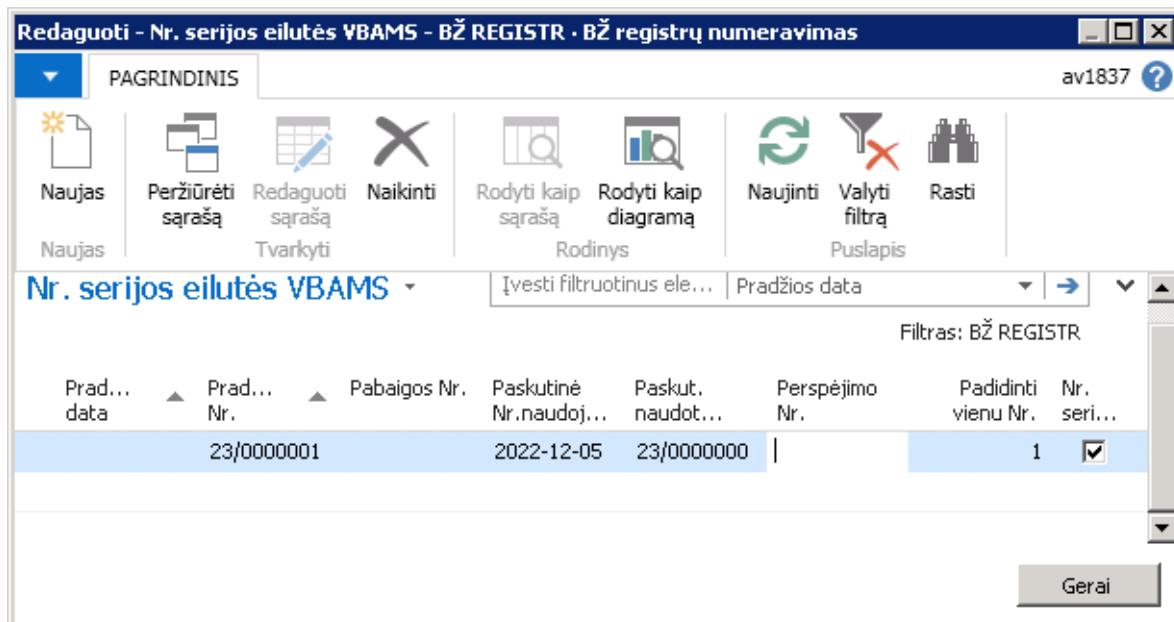 Redaguoti - Nr. serijos eilutės VBAMS - BŽ REGISTR · BŽ registrų numeravimas
PAGRINDINIS
av1837
Naujas
Peržiūrėti sąrašą
Redaguoti sąrašą
Naikinti
Rodyti kaip sąrašą
Rodyti kaip diagramą
Naujinti
Valyti filtrą
Rasti
Naujas
Tvarkyti
Rodinys
Puslapis
Nr. serijos eilutės VBAMS
Įvesti filtruotinus ele...
Pradžios data
Filtras: BŽ REGISTR
Prad... data
Prad... Nr.
Pabaigos Nr.
Paskutinė Nr.naudoj...
Paskut. naudot...
Perspėjimo Nr.
Padidinti vienu Nr.
Nr. seri...
23/0000001 2022-12-05 23/0000000 1
Gerai